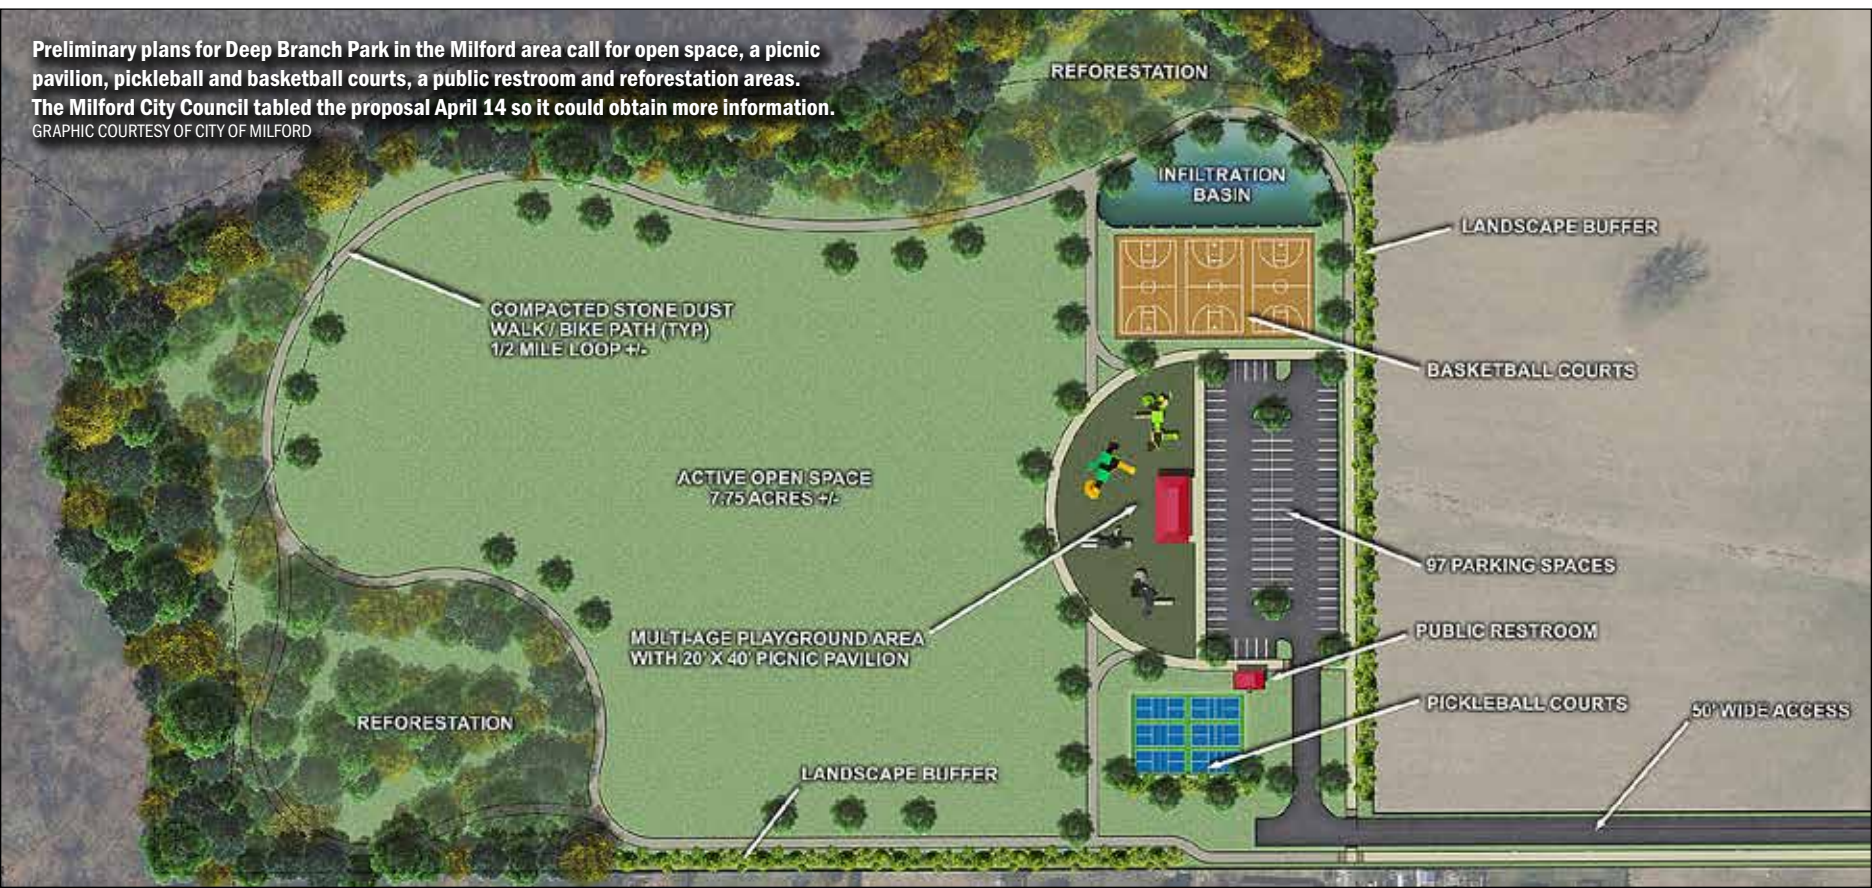 Preliminary plans for Deep Branch Park in the Milford area call for open space, a picnic
pavilion, pickleball and basketball courts, a public restroom and reforestation areas.
The Milford City Council tabled the proposal April 14 so it could obtain more information.
GRAPHIC COURTESY OF CITY OF MILFORD
REFORESTATION
INFILTRATION
BASIN
LANDSCAPE BUFFER
COMPACTED STONE DUST
WALK / BIKE PATH (TYP)
1/2 MILE LOOP +/-
BASKETBALL COURTS
ACTIVE OPEN SPACE
7.75 ACRES +/-
97 PARKING SPACES
MULTI-AGE PLAYGROUND AREA
WITH 20' X 40' PICNIC PAVILION
PUBLIC RESTROOM
REFORESTATION
PICKLEBALL COURTS
50' WIDE ACCESS
LANDSCAPE BUFFER